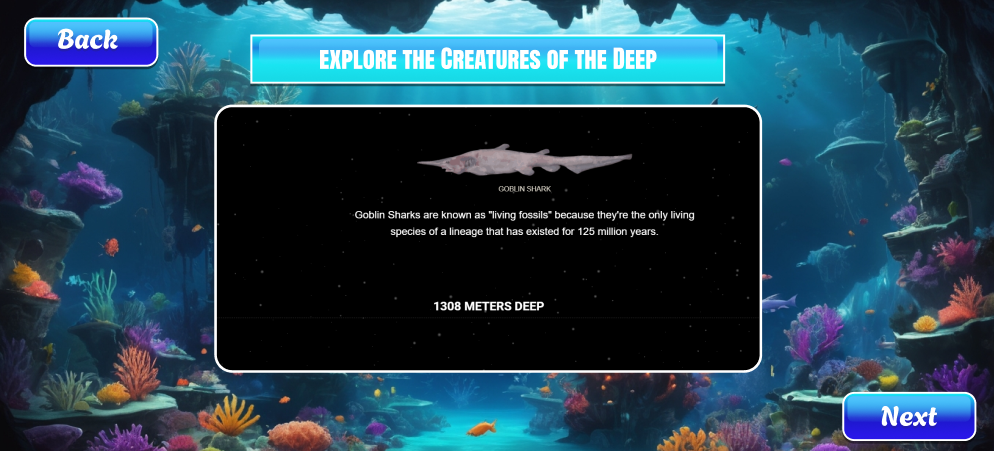 Back
EXPLORE THE CREATURES OF THE DEEP
GOBLIN SHARK
Goblin Sharks are known as "living fossils" because they're the only living
species of a lineage that has existed for 125 million years.
1308 METERS DEEP
Next